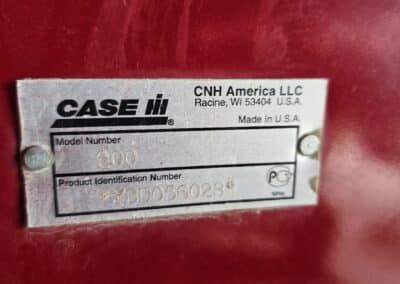 CNH America LLC
Racine, WI 53404 U.S.A.
CASE IH
®
Made in U.S.A.
Model Number
600
Product Identification Number